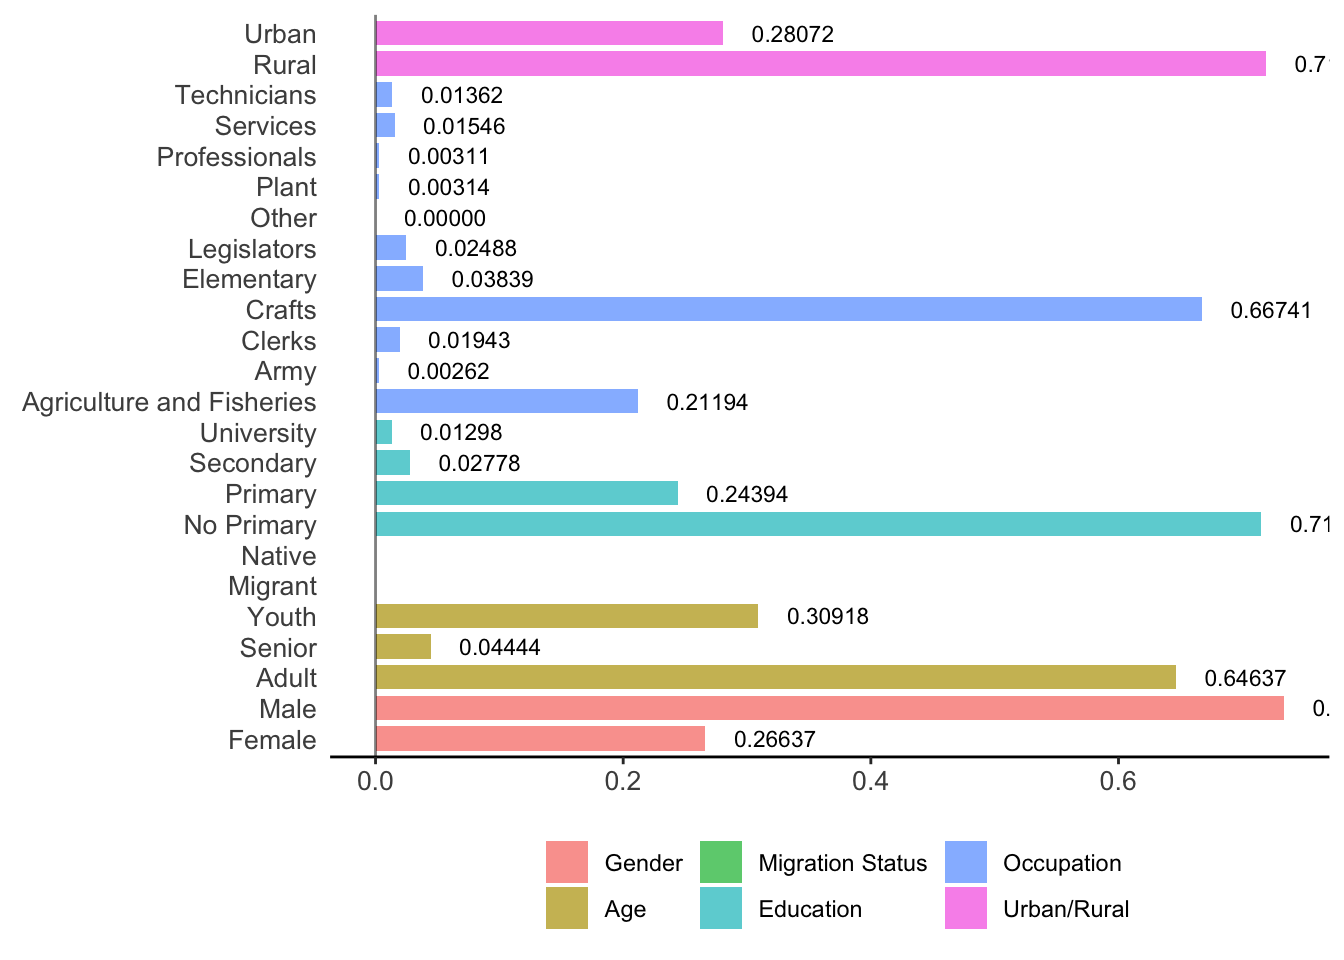 Urban 0.28072
Rural 0.7
Technicians 0.01362
Services 0.01546
Professionals 0.00311
Plant 0.00314
Other 0.00000
Legislators 0.02488
Elementary 0.03839
Crafts 0.66741
Clerks 0.01943
Army 0.00262
Agriculture and Fisheries 0.21194
University 0.01298
Secondary 0.02778
Primary 0.24394
No Primary 0.71
Native
Migrant
Youth 0.30918
Senior 0.04444
Adult 0.64637
Male 0.
Female 0.26637
0.0 0.2 0.4 0.6
Gender Migration Status Occupation
Age Education Urban/Rural